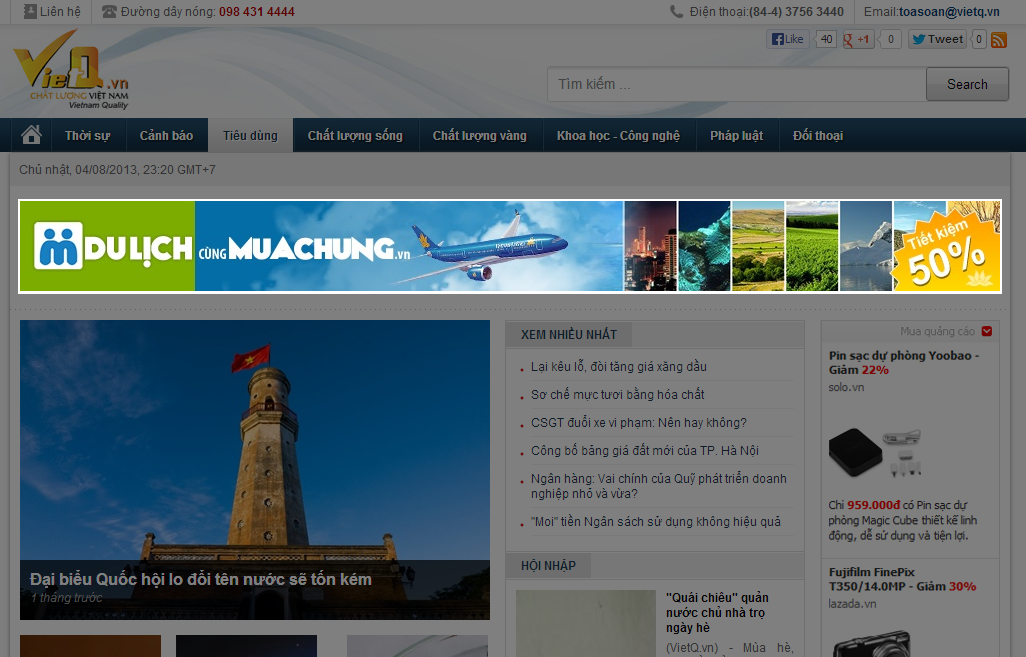 Liên hệ
Đường dây nóng: 098 431 4444
Điện thoại:(84-4) 3756 3440
Email:toasoan@vietq.vn
VietQ.vn
CHẤT LƯỢNG VIỆT NAM
Vietnam Quality
Like
40
+1
0
Tweet
0
Tìm kiếm ...
Search
Thời sự
Cảnh báo
Tiêu dùng
Chất lượng sống
Chất lượng vàng
Khoa học - Công nghệ
Pháp luật
Đối thoại
Chủ nhật, 04/08/2013, 23:20 GMT+7
DU LỊCH
CÙNG MUACHUNG.vn
Tiết kiệm
50%
Đại biểu Quốc hội lo đổi tên nước sẽ tốn kém
1 tháng trước
XEM NHIỀU NHẤT
Lại kêu lỗ, đòi tăng giá xăng dầu
Sơ chế mực tươi bằng hóa chất
CSGT đuổi xe vi phạm: Nên hay không?
Công bố bảng giá đất mới của TP. Hà Nội
Ngân hàng: Vai chính của Quỹ phát triển doanh
nghiệp nhỏ và vừa?
"Moi" tiền Ngân sách sử dụng không hiệu quả
HỘI NHẬP
"Quái chiêu" quản
nước chủ nhà trọ
ngày hè
(VietQ.vn) - Mùa hè,
Mua quảng cáo
Pin sạc dự phòng Yoobao -
Giảm 22%
solo.vn
Chỉ 959.000đ có Pin sạc dự
phòng Magic Cube thiết kế linh
động, dễ sử dụng và tiện lợi.
Fujifilm FinePix
T350/14.0MP - Giảm 30%
lazada.vn